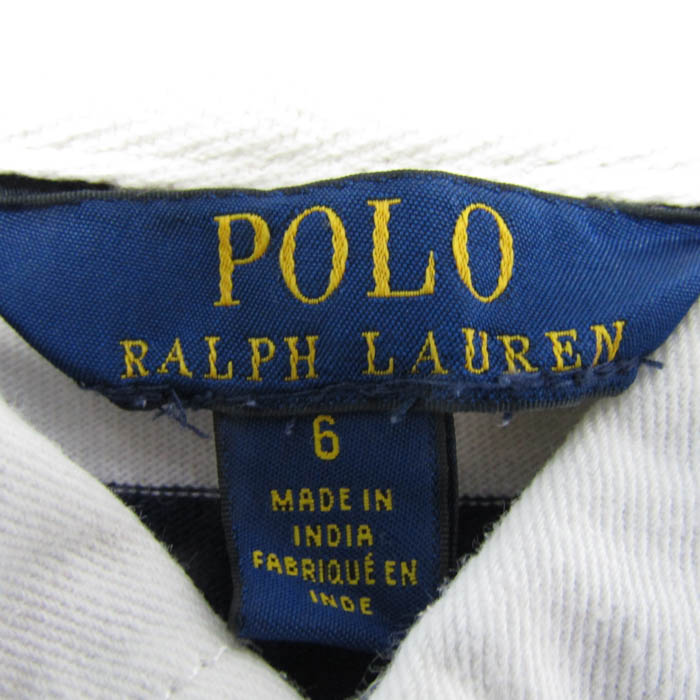 POLO
RALPH LAUREN
6
MADE IN
INDIA
FABRIQUÉ EN
INDE